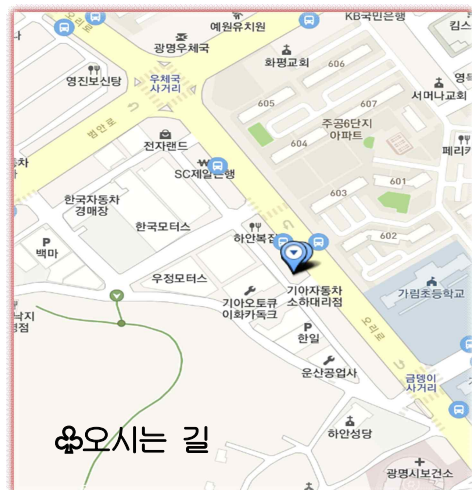 오리로
예원유치원
KB국민은행
킴스
광명우체국
화평교회
606
영진보신탕
우체국
사거리
605
607
서머나교회
범안로
전자랜드
604
주공6단지
아파트
페리카
SC제일은행
603
601
한국자동차
경매장
한국모터스
하안복집
602
P
백마
우정모터스
기아오토큐
이화카독크
기아자동차
소하대리점
가림초등학교
낙지
P
한일
오리로
운산공업사
금댕이
사거리
♧오시는 길
하안성당
광명시보건소